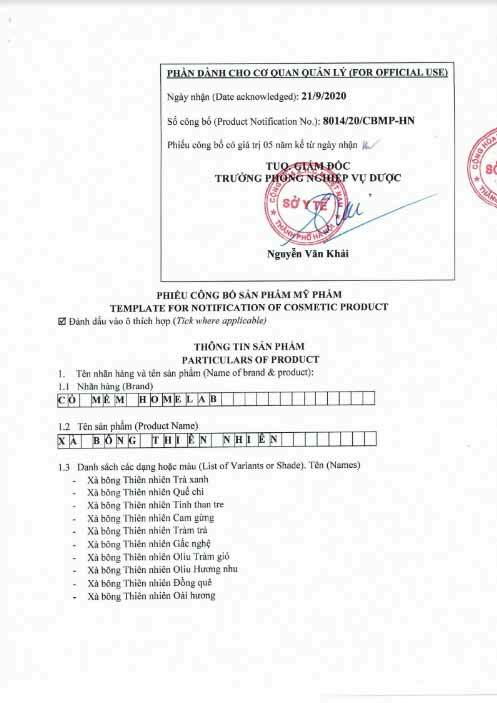 PHẦN DÀNH CHO CƠ QUAN QUẢN LÝ (FOR OFFICIAL USE)
Ngày nhận (Date acknowledged): 21/9/2020
Số công bố (Product Notification No.): 8014/20/CBMP-HN
Phiếu công bố có giá trị 05 năm kể từ ngày nhận
TUQ. GIÁM ĐỐC
TRƯỞNG PHÒNG NGHIỆP VỤ DƯỢC
SỞ Y TẾ
THÀNH PHỐ HÀ NỘI
Nguyễn Văn Khải
PHIẾU CÔNG BỐ SẢN PHẨM MỸ PHẨM
TEMPLATE FOR NOTIFICATION OF COSMETIC PRODUCT
☑ Đánh dấu vào ô thích hợp (Tick where applicable)
THÔNG TIN SẢN PHẨM
PARTICULARS OF PRODUCT
1. Tên nhãn hàng và tên sản phẩm (Name of brand & product):
1.1 Nhãn hàng (Brand)
CỎ MỀM HOMELAB
1.2 Tên sản phẩm (Product Name)
XÀ BÔNG THIÊN NHIÊN
1.3 Danh sách các dạng hoặc màu (List of Variants or Shade). Tên (Names)
- Xà bông Thiên nhiên Trà xanh
- Xà bông Thiên nhiên Quế chi
- Xà bông Thiên nhiên Tinh than tre
- Xà bông Thiên nhiên Cam gừng
- Xà bông Thiên nhiên Tràm trà
- Xà bông Thiên nhiên Gấc nghệ
- Xà bông Thiên nhiên Oliu Tràm gió
- Xà bông Thiên nhiên Oliu Hương nhu
- Xà bông Thiên nhiên Đồng quê
- Xà bông Thiên nhiên Oải hương